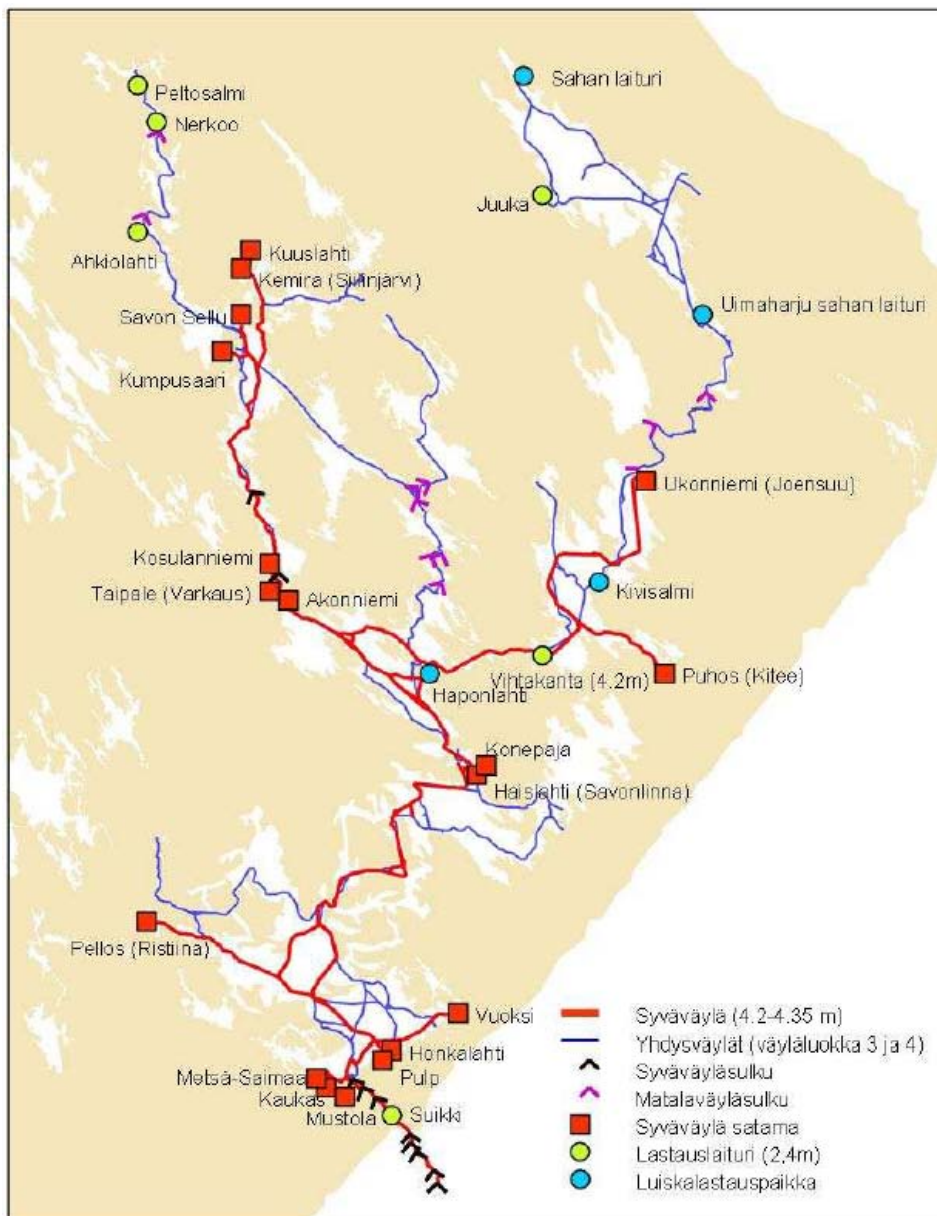 Sahan laituri
Peltosalmi
Nerkoo
Juuka
Ahkiolahti
Kuuslahti
Kemira (Siilinjärvi)
Savon Sellu
Uimaharju sahan laituri
Kumpusaari
Ukonniemi (Joensuu)
Kosulanniemi
Taipale (Varkaus)
Akonniemi
Kivisalmi
Vihtakanta (4.2m)
Puhos (Kitee)
Haponlahti
Konepaja
Haislahti (Savonlinna)
Pellos (Ristiina)
Vuoksi
Honkalahti
Metsä-Saimaa
Pulp
Kaukas
Mustola
Suikki
Syväväylä (4.2-4.35 m)
Yhdysväylät (väyläluokka 3 ja 4)
Syväväyläsulku
Matalaväyläsulku
Syväväylä satama
Lastauslaituri (2,4m)
Luiskalastauspaikka